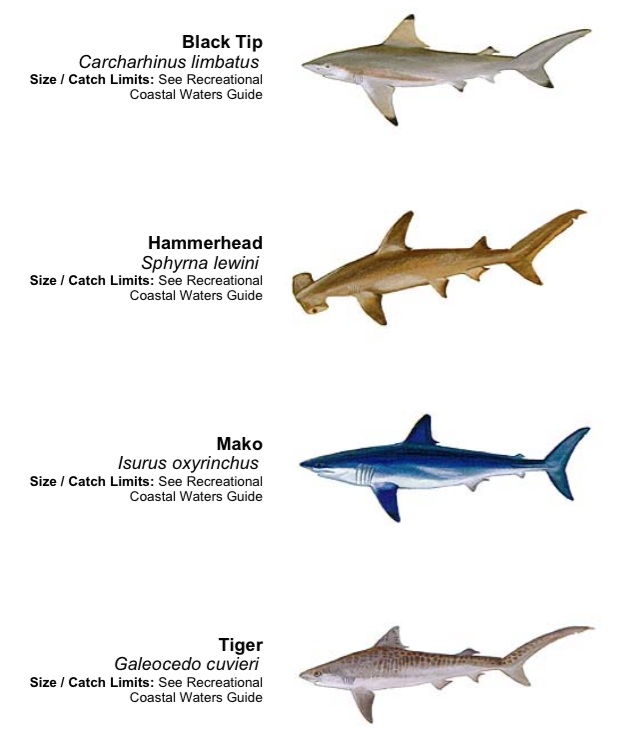 Black Tip
Carcharhinus limbatus
Size / Catch Limits: See Recreational
Coastal Waters Guide
Hammerhead
Sphyrna lewini
Size / Catch Limits: See Recreational
Coastal Waters Guide
Mako
Isurus oxyrinchus
Size / Catch Limits: See Recreational
Coastal Waters Guide
Tiger
Galeocedo cuvieri
Size / Catch Limits: See Recreational
Coastal Waters Guide